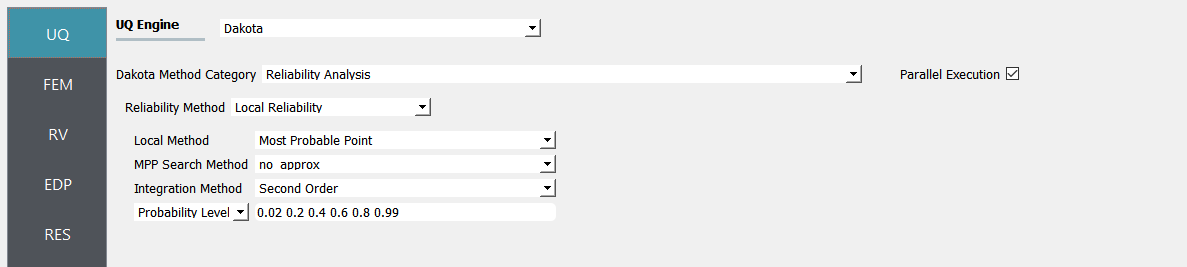 UQ
FEM
RV
EDP
RES
UQ Engine Dakota
Dakota Method Category Reliability Analysis Parallel Execution
Reliability Method Local Reliability
Local Method Most Probable Point
MPP Search Method no_approx
Integration Method Second Order
Probability Level 0.02 0.2 0.4 0.6 0.8 0.99